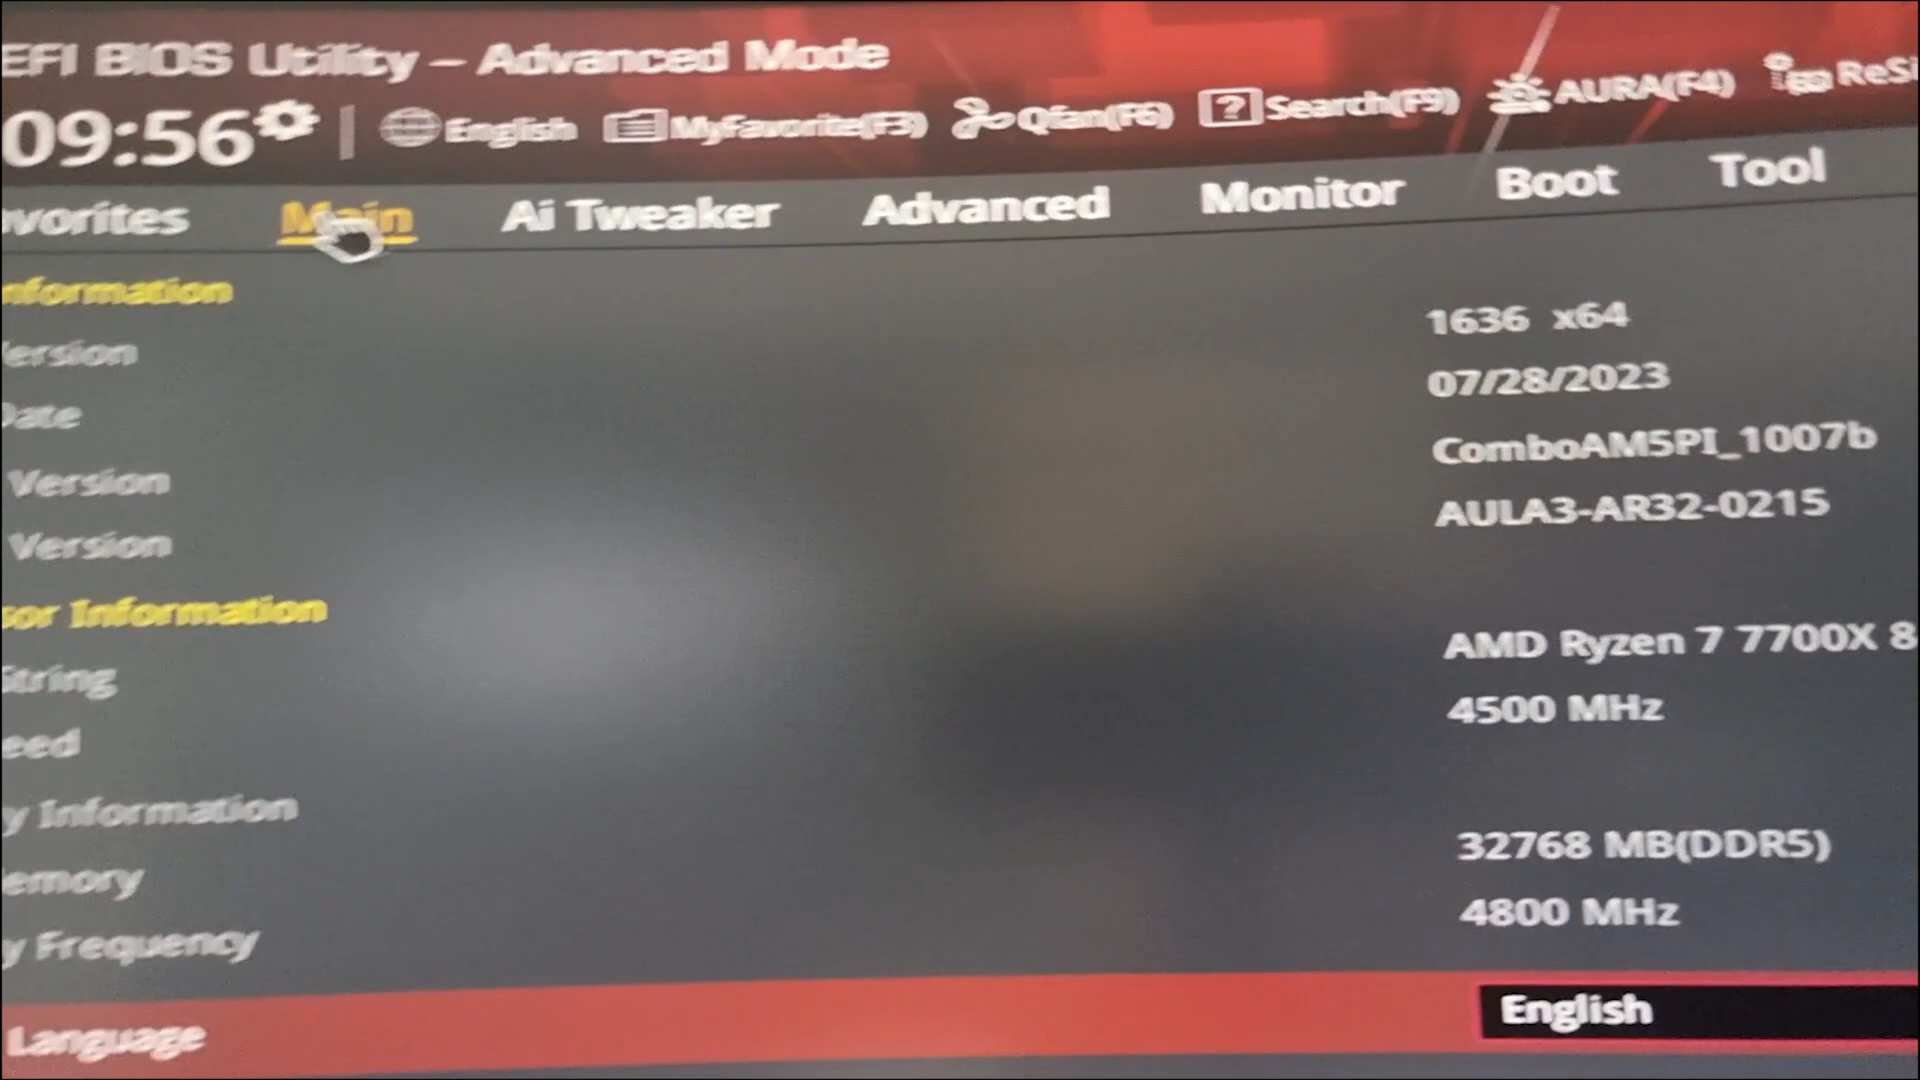 EFI BIOS Utility – Advanced Mode
09:56 English MyFavorite(F3) Qfan(F6) Search(F9) AURA(F4) ReSi
avorites Main Ai Tweaker Advanced Monitor Boot Tool
nformation
ersion 1636 x64
Date 07/28/2023
Version ComboAM5PI_1007b
Version AULA3-AR32-0215
sor Information
String AMD Ryzen 7 7700X 8
eed 4500 MHz
y Information
emory 32768 MB(DDR5)
y Frequency 4800 MHz
Language English